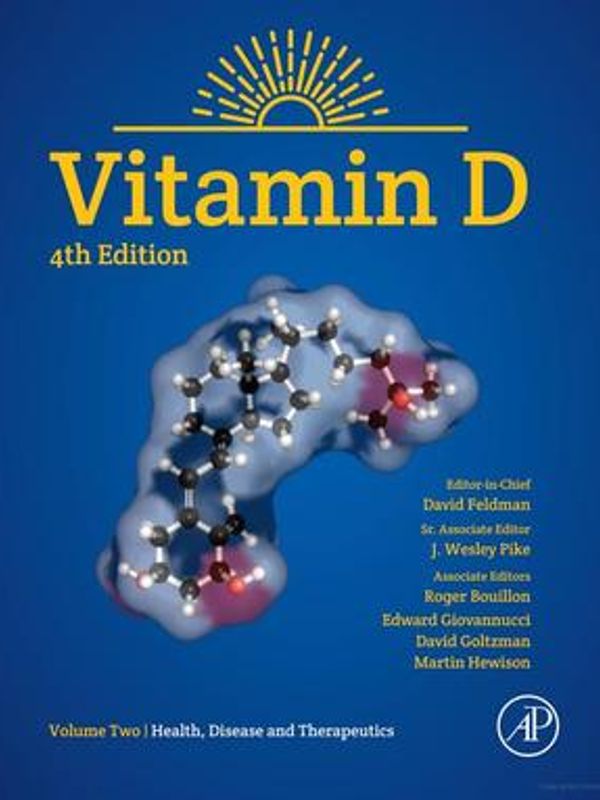 Vitamin D
4th Edition
Editor-in-Chief
David Feldman
Sr. Associate Editor
J. Wesley Pike
Associate Editors
Roger Bouillon
Edward Giovannucci
David Goltzman
Martin Hewison
Volume Two | Health, Disease and Therapeutics
AP